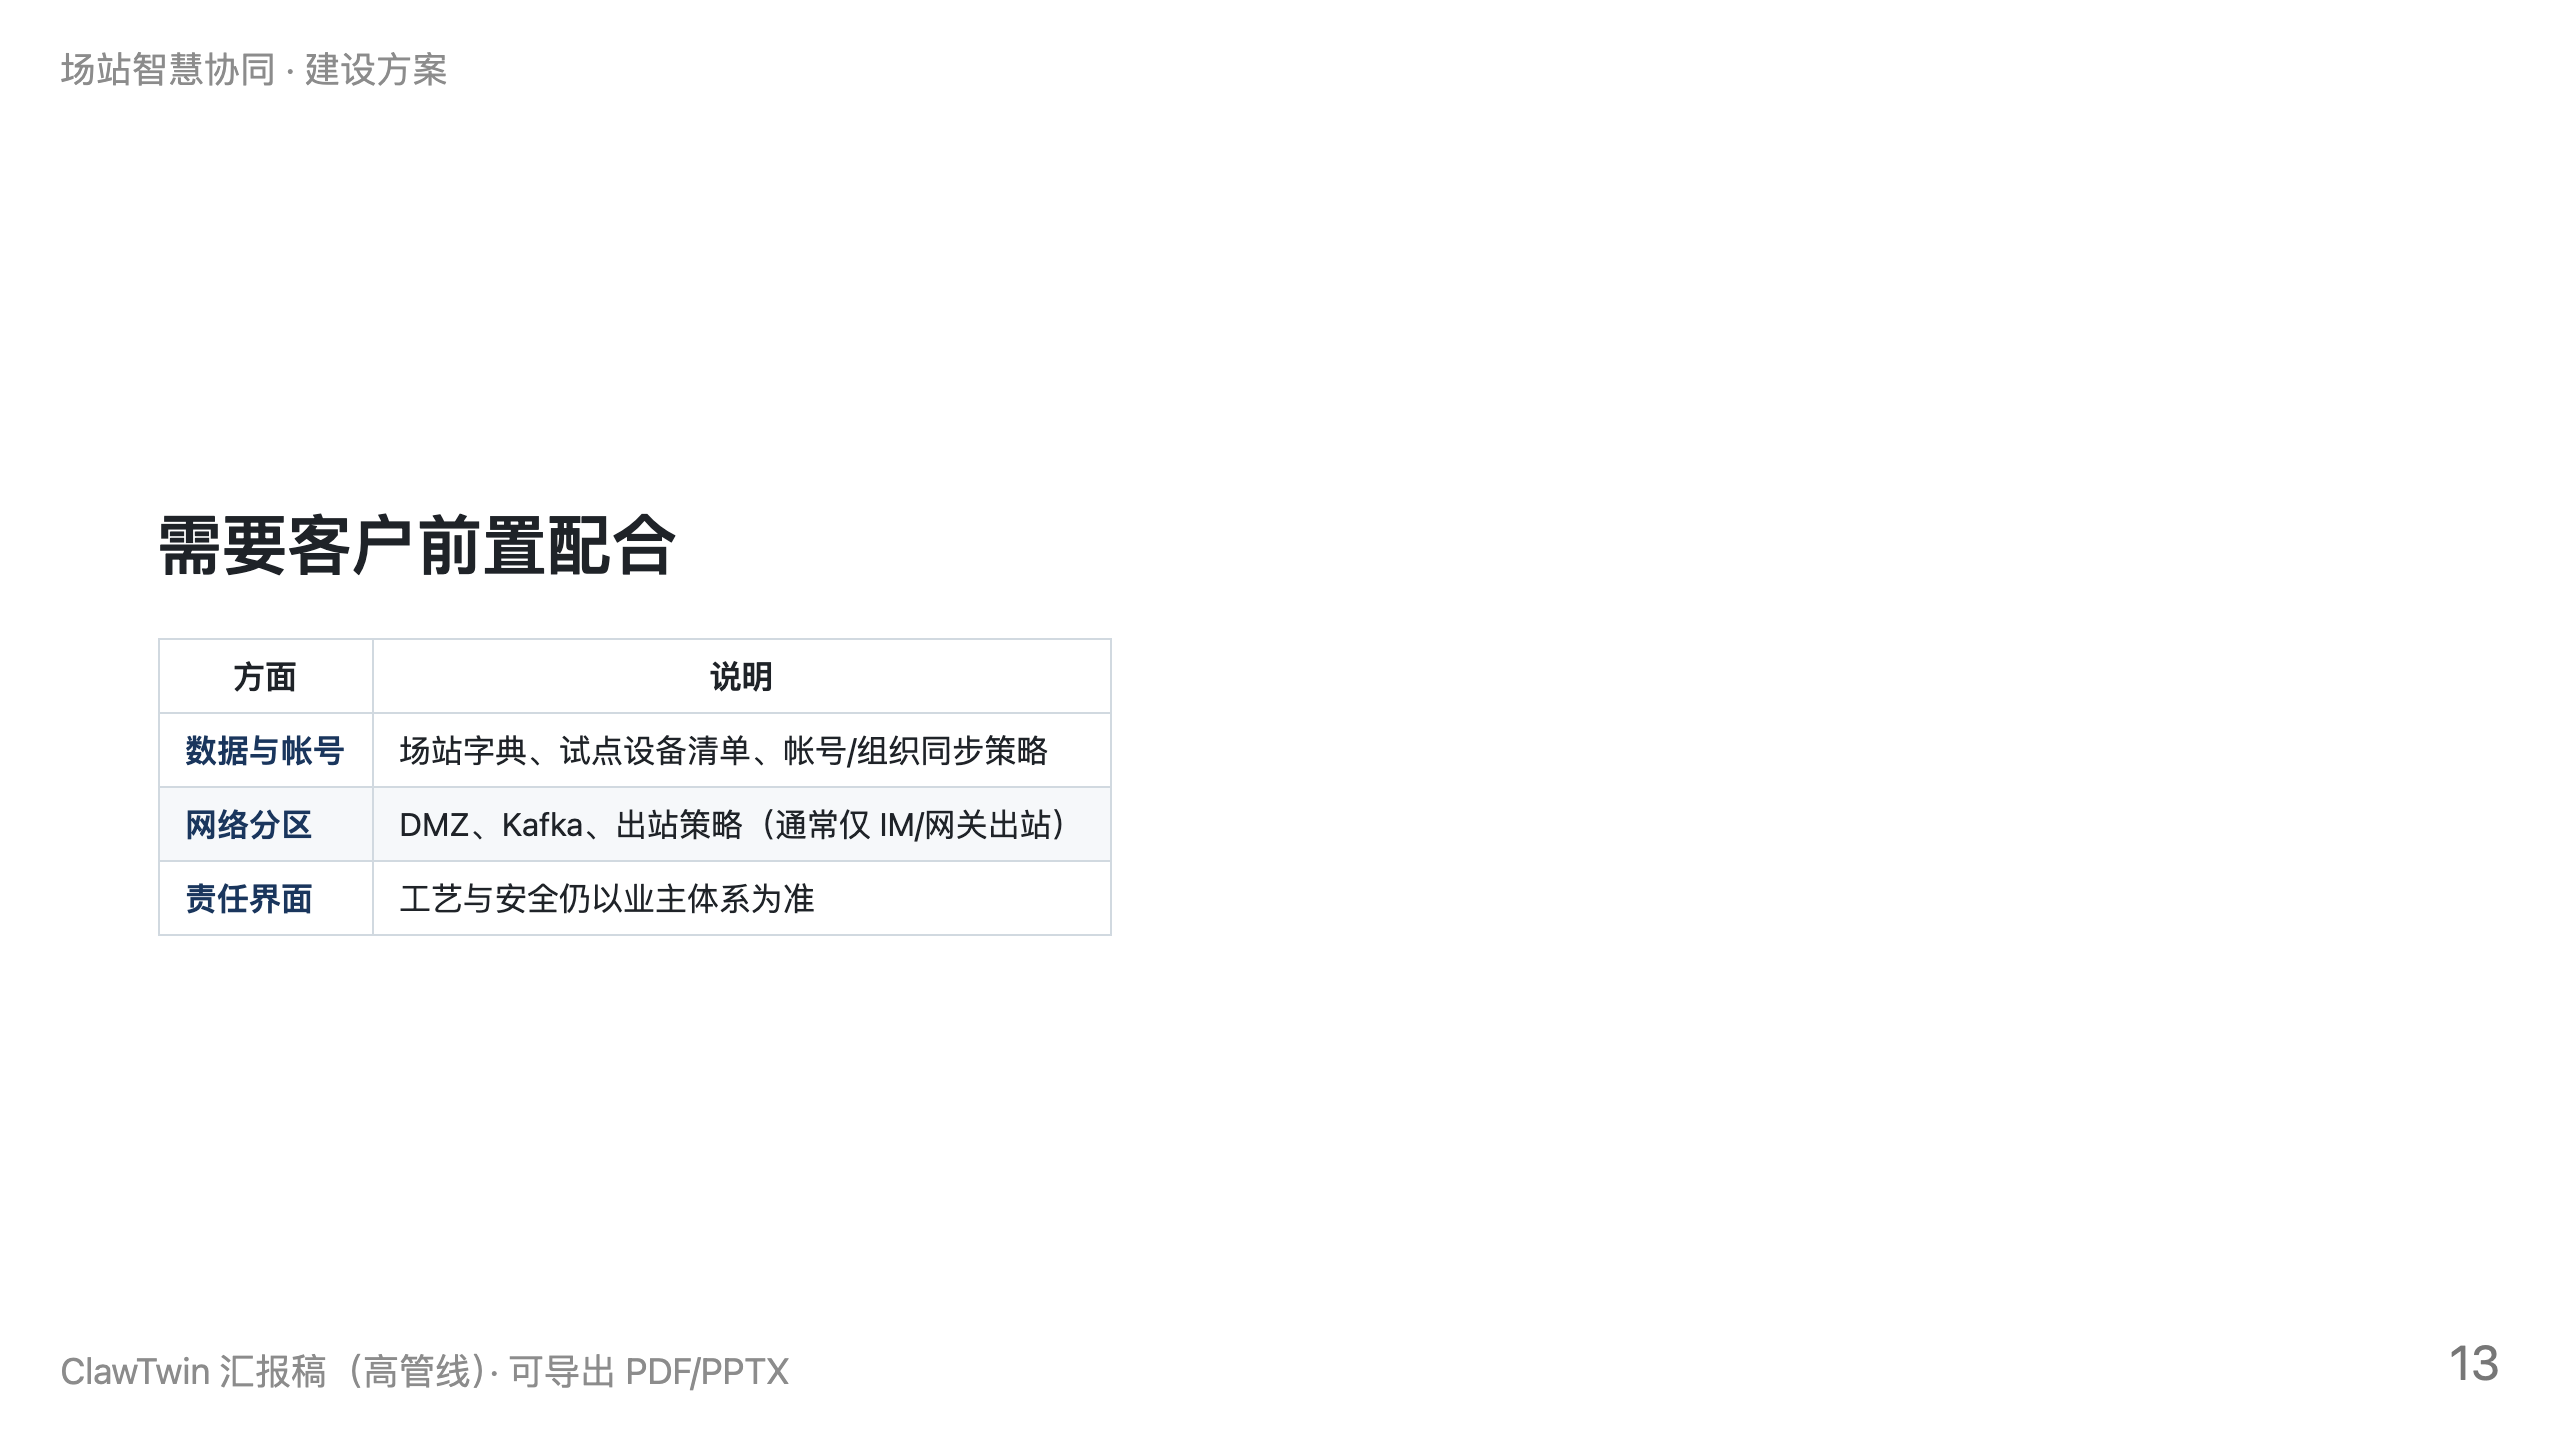 场站智慧协同 · 建设方案
需要客户前置配合
方面 说明
数据与帐号 场站字典、试点设备清单、帐号/组织同步策略
网络分区 DMZ、Kafka、出站策略（通常仅 IM/网关出站）
责任界面 工艺与安全仍以业主体系为准
ClawTwin 汇报稿（高管线）· 可导出 PDF/PPTX
13